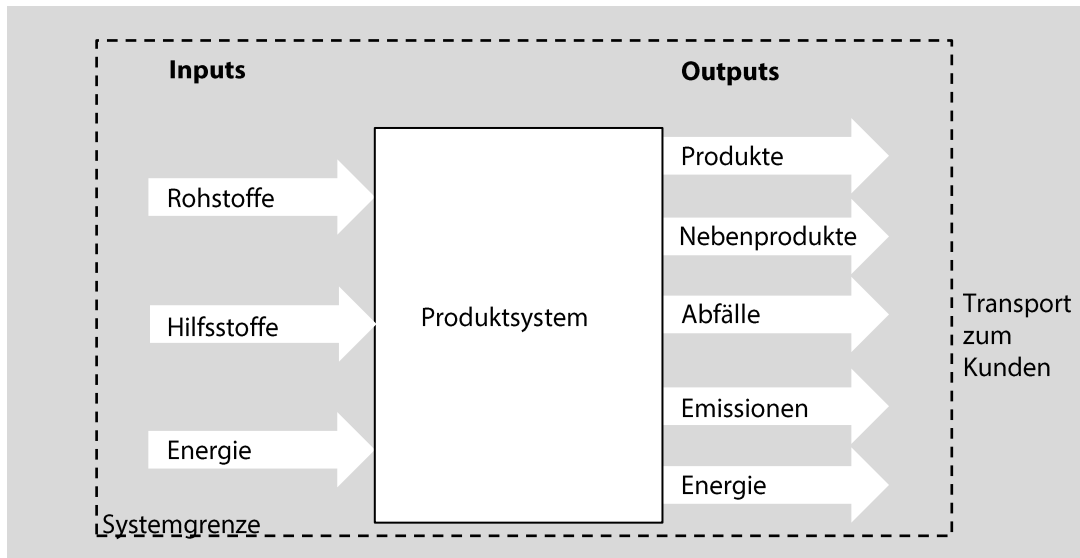 Inputs
Outputs
Rohstoffe
Hilfsstoffe
Energie
Produktsystem
Produkte
Nebenprodukte
Abfälle
Emissionen
Energie
Transport
zum
Kunden
Systemgrenze